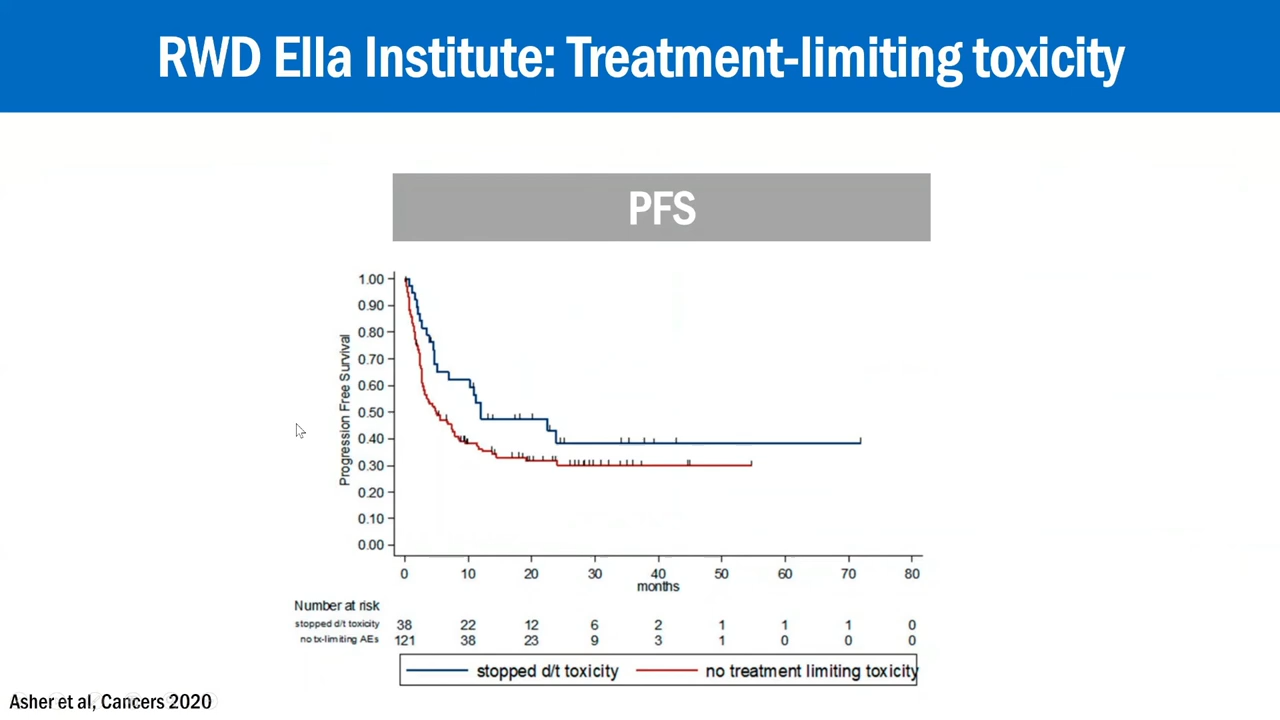 RWD Ella Institute: Treatment-limiting toxicity
PFS
Progression Free Survival
1.00
0.90
0.80
0.70
0.60
0.50
0.40
0.30
0.20
0.10
0.00
0 10 20 30 40 50 60 70 80
months
Number at risk
stopped d/t toxicity 38 22 12 6 2 1 1 1 0
no tx-limiting AEs 121 38 23 9 3 1 0 0 0
stopped d/t toxicity no treatment limiting toxicity
Asher et al, Cancers 2020